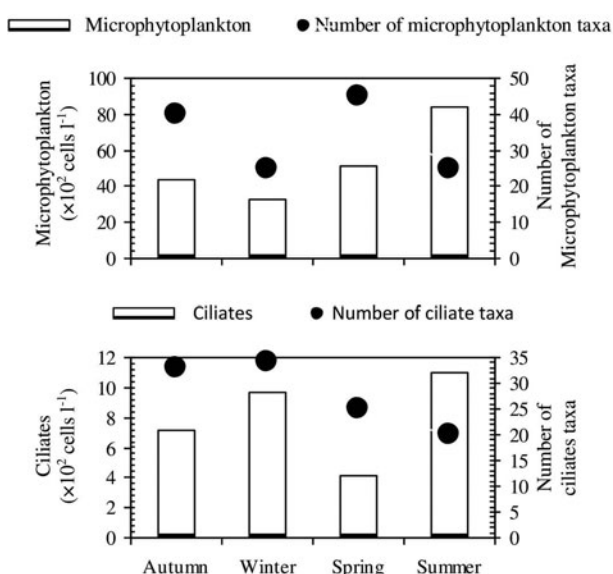 Microphytoplankton Number of microphytoplankton taxa
Microphytoplankton
(×10² cells l⁻¹)
100
80
60
40
20
0
50
40
30
20
10
0
Number of
Microphytoplankton taxa
Ciliates Number of ciliate taxa
Ciliates
(×10² cells l⁻¹)
12
10
8
6
4
2
0
35
30
25
20
15
10
5
0
Number of
ciliates taxa
Autumn Winter Spring Summer